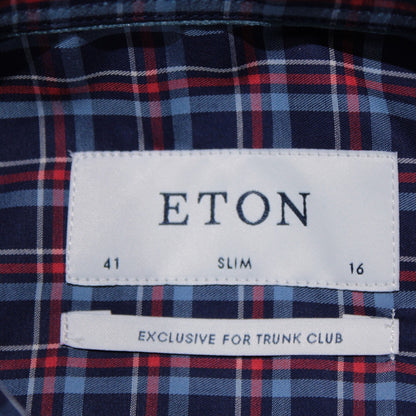 ETON
41 SLIM 16
EXCLUSIVE FOR TRUNK CLUB